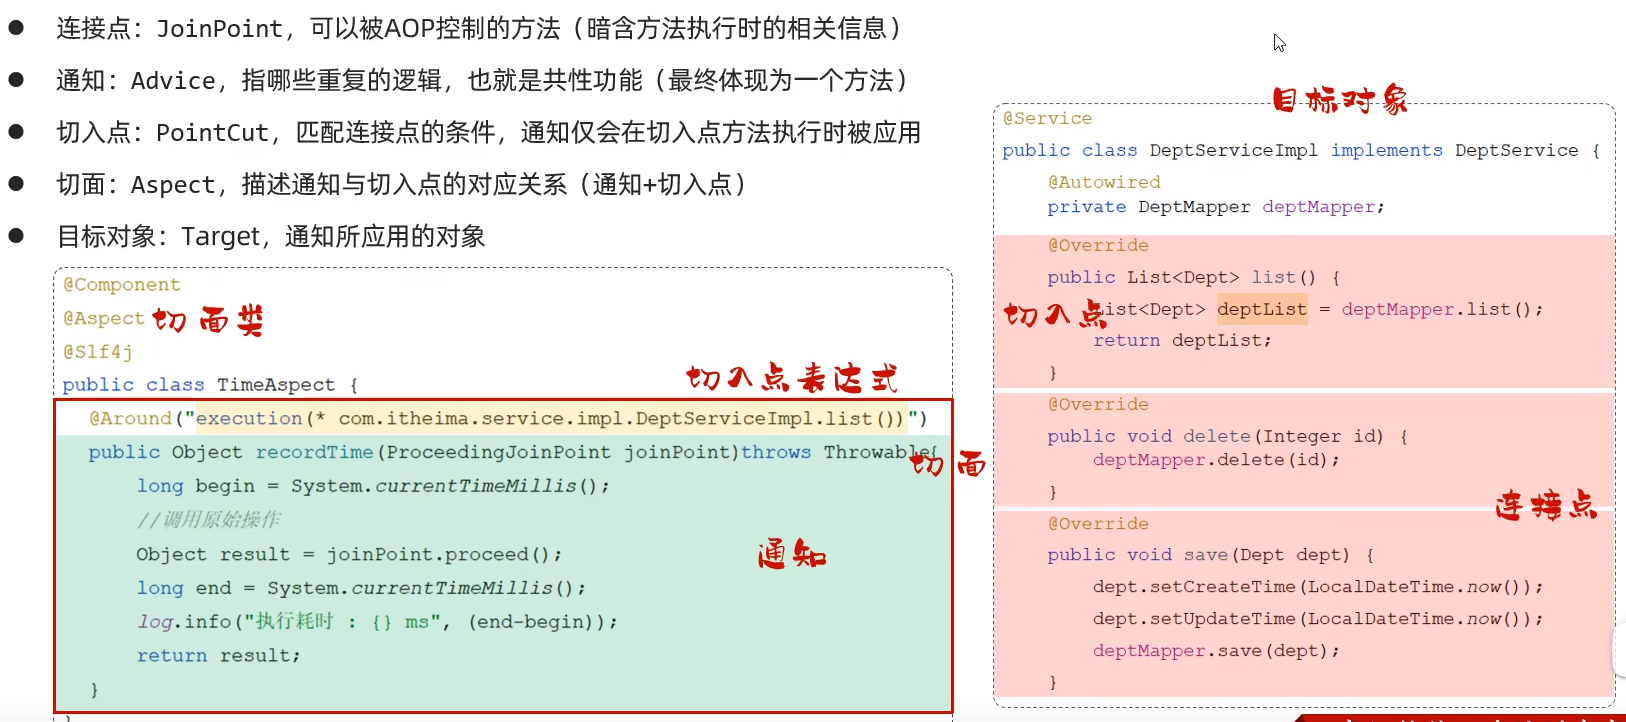 ● 连接点：JoinPoint，可以被AOP控制的方法（暗含方法执行时的相关信息）
● 通知：Advice，指哪些重复的逻辑，也就是共性功能（最终体现为一个方法）
● 切入点：PointCut，匹配连接点的条件，通知仅会在切入点方法执行时被应用
● 切面：Aspect，描述通知与切入点的对应关系（通知+切入点）
● 目标对象：Target，通知所应用的对象
@Component
@Aspect 切面类
@Slf4j
public class TimeAspect {
切入点表达式
@Around("execution(* com.itheima.service.impl.DeptServiceImpl.list())")
public Object recordTime(ProceedingJoinPoint joinPoint)throws Throwable{
切面
long begin = System.currentTimeMillis();
//调用原始操作
Object result = joinPoint.proceed();
通知
long end = System.currentTimeMillis();
log.info("执行耗时 : {} ms", (end-begin));
return result;
}
}
目标对象
@Service
public class DeptServiceImpl implements DeptService {
@Autowired
private DeptMapper deptMapper;
@Override
public List<Dept> list() {
切入点
List<Dept> deptList = deptMapper.list();
return deptList;
}
@Override
public void delete(Integer id) {
deptMapper.delete(id);
}
连接点
@Override
public void save(Dept dept) {
dept.setCreateTime(LocalDateTime.now());
dept.setUpdateTime(LocalDateTime.now());
deptMapper.save(dept);
}